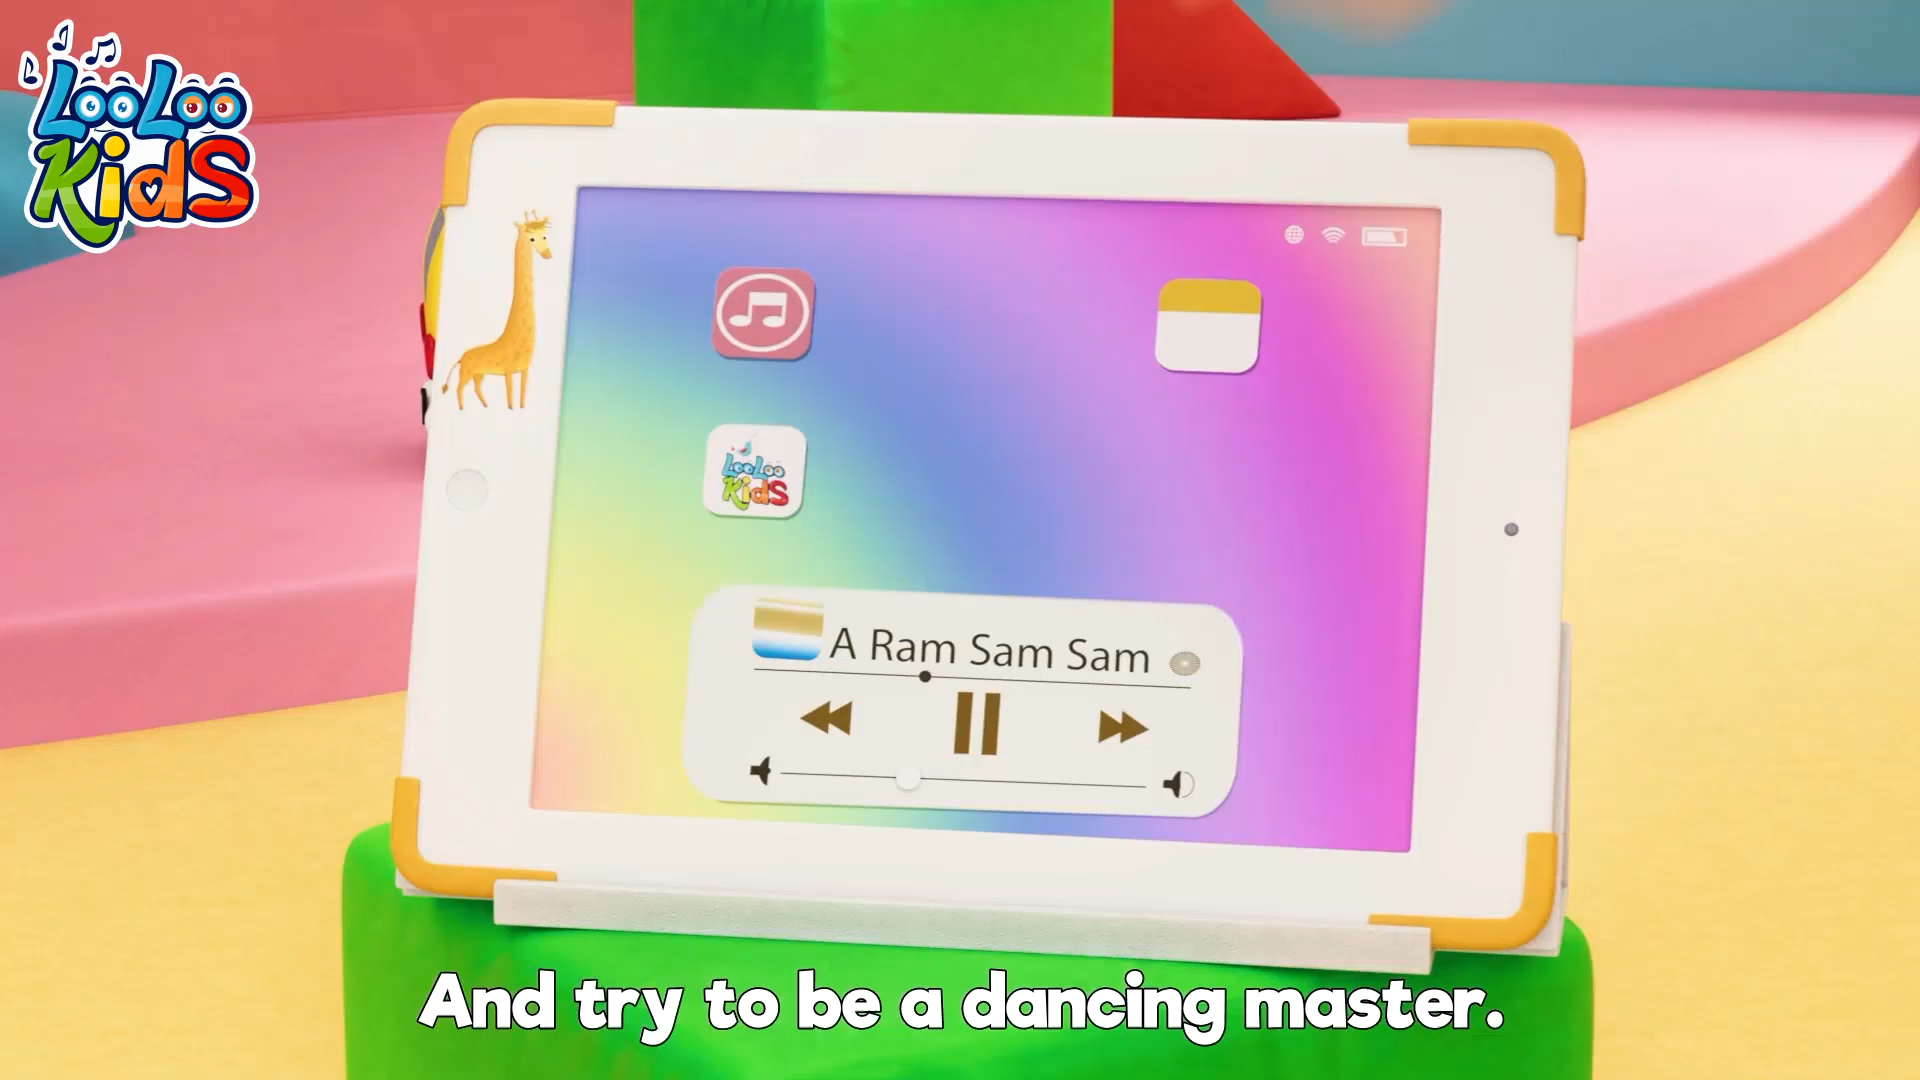 LooLoo
Kids
LooLoo
Kids
A Ram Sam Sam
And try to be a dancing master.